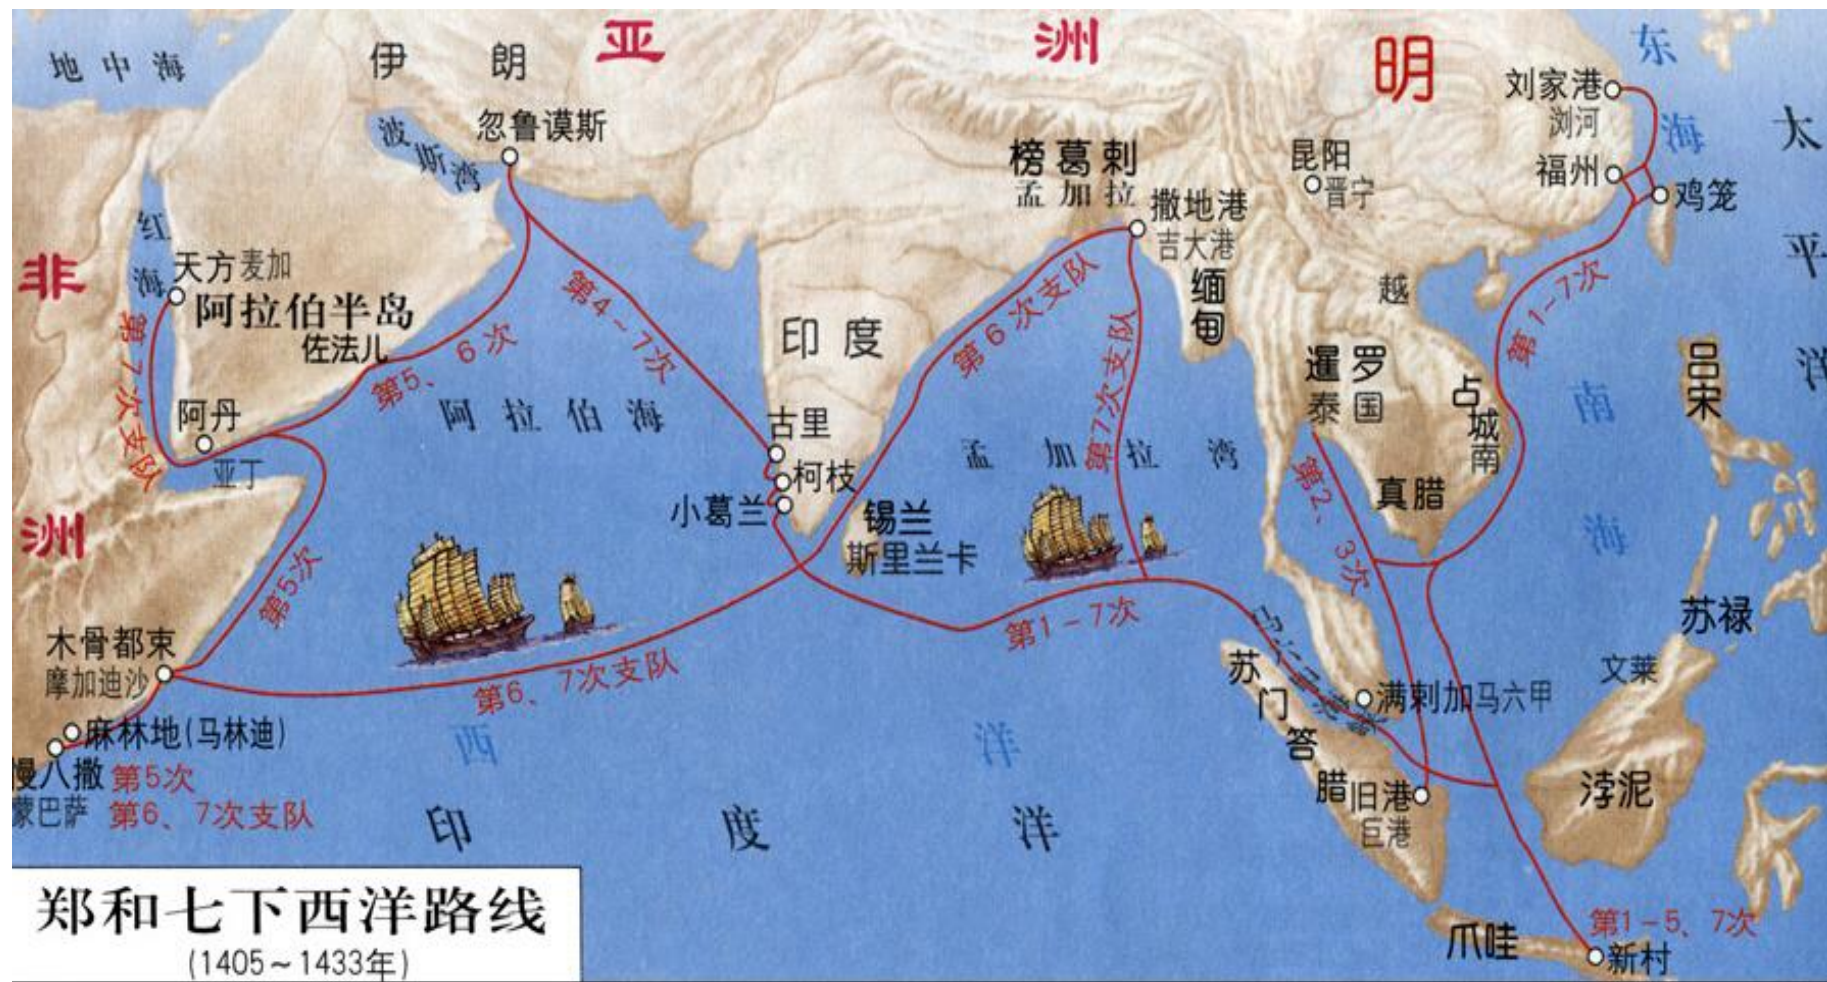 亚洲
非洲
明
地中海
伊朗
波斯湾
忽鲁谟斯
红海
天方麦加
阿拉伯半岛
佐法儿
阿丹
亚丁
第7次支队
第5、6次
第4~7次
阿拉伯海
印度
古里
柯枝
小葛兰
锡兰
斯里兰卡
榜葛剌
孟加拉
撒地港
吉大港
缅甸
第6次支队
第7次支队
孟加拉湾
昆阳
晋宁
刘家港
浏河
福州
鸡笼
东海
太平洋
越
南
暹罗
泰国
占城
真腊
第1-7次
南海
吕宋
第2、3次
苏禄
文莱
浡泥
马六甲海峡
满剌加马六甲
苏门答腊
旧港
巨港
第1-7次
第5次
木骨都束
摩加迪沙
麻林地(马林迪)
慢八撒 第5次
蒙巴萨 第6、7次支队
第6、7次支队
西洋
印度洋
爪哇
第1-5、7次
新村
郑和七下西洋路线
(1405~1433年)